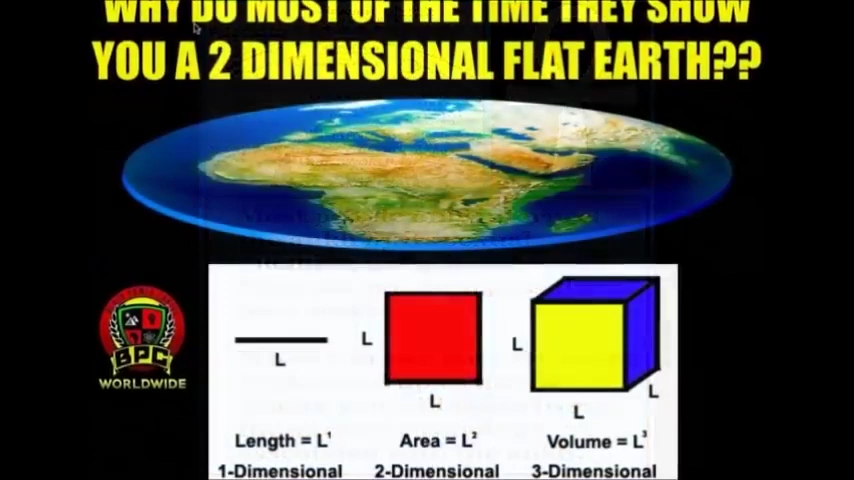 WHY DO MOST OF THE TIME THEY SHOW
YOU A 2 DIMENSIONAL FLAT EARTH??
BPC
WORLDWIDE
L
L
L
L
L
L
Length = L¹
Area = L²
Volume = L³
1-Dimensional
2-Dimensional
3-Dimensional